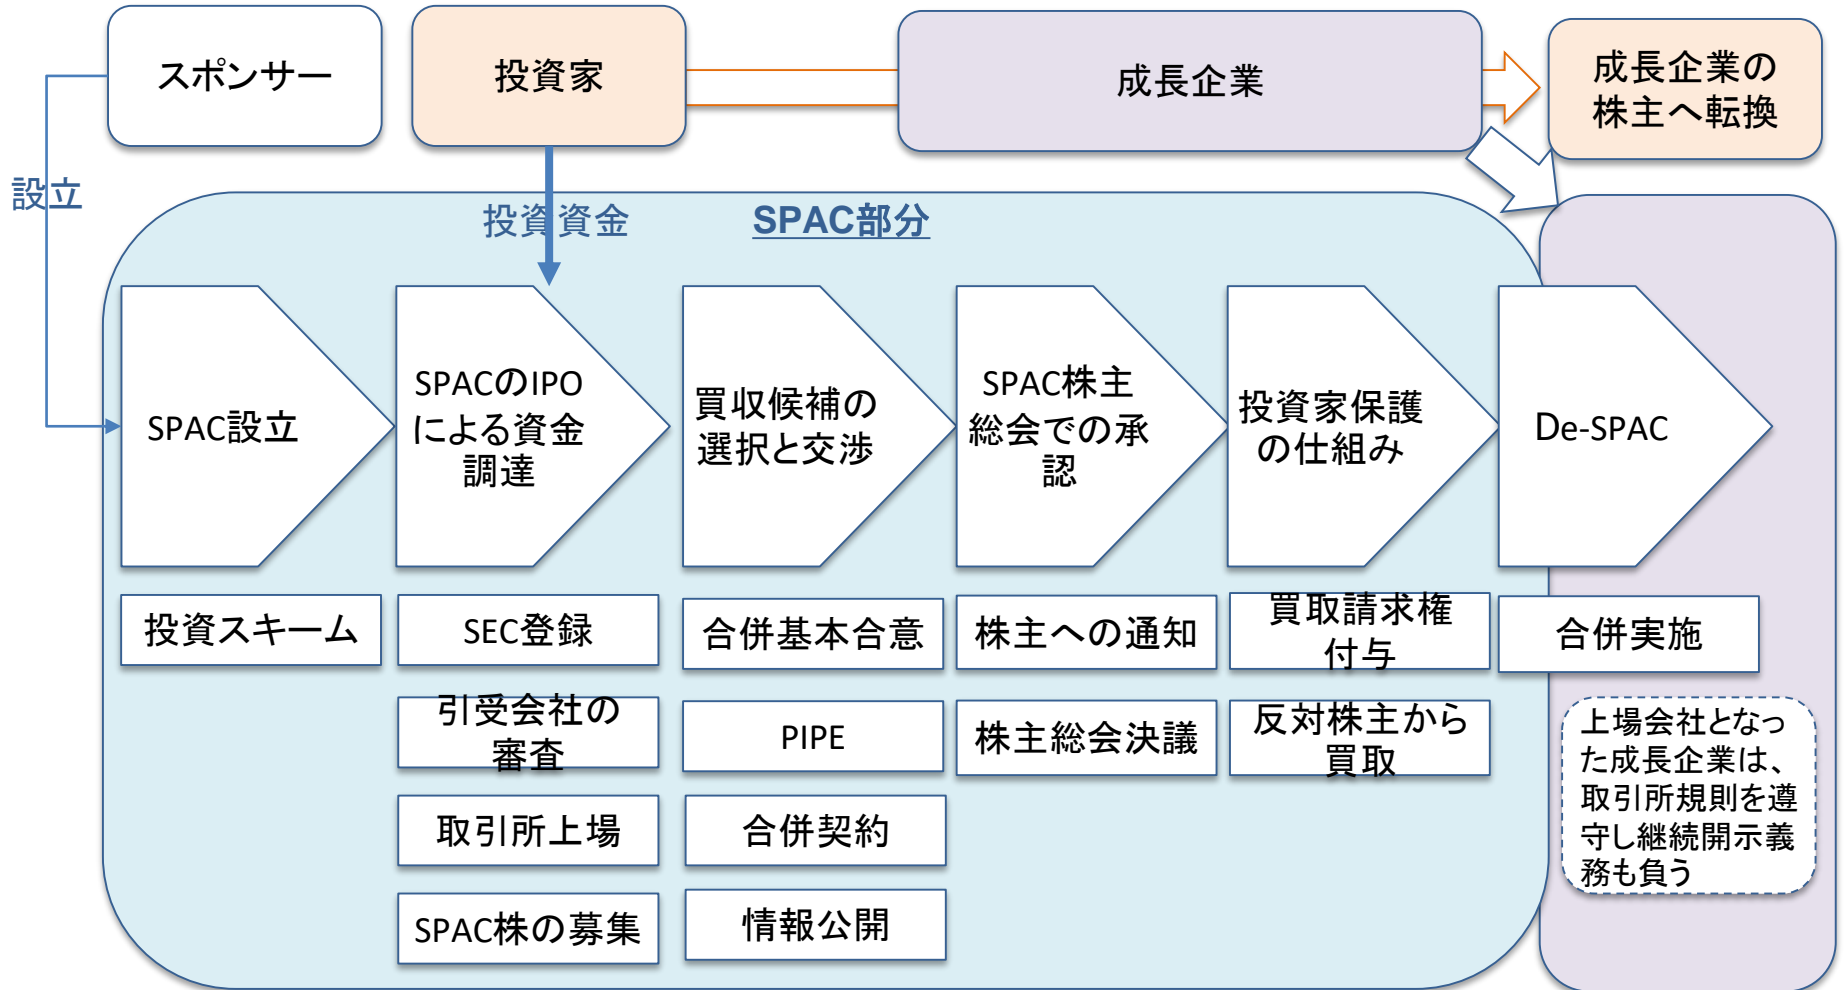 スポンサー
投資家
成長企業
成長企業の
株主へ転換
設立
投資資金
SPAC部分
SPAC設立
SPACのIPO
による資金
調達
買収候補の
選択と交渉
SPAC株主
総会での承
認
投資家保護
の仕組み
De-SPAC
投資スキーム
SEC登録
引受会社の
審査
取引所上場
SPAC株の募集
合併基本合意
PIPE
合併契約
情報公開
株主への通知
株主総会決議
買取請求権
付与
反対株主から
買取
合併実施
上場会社となっ
た成長企業は、
取引所規則を遵
守し継続開示義
務も負う